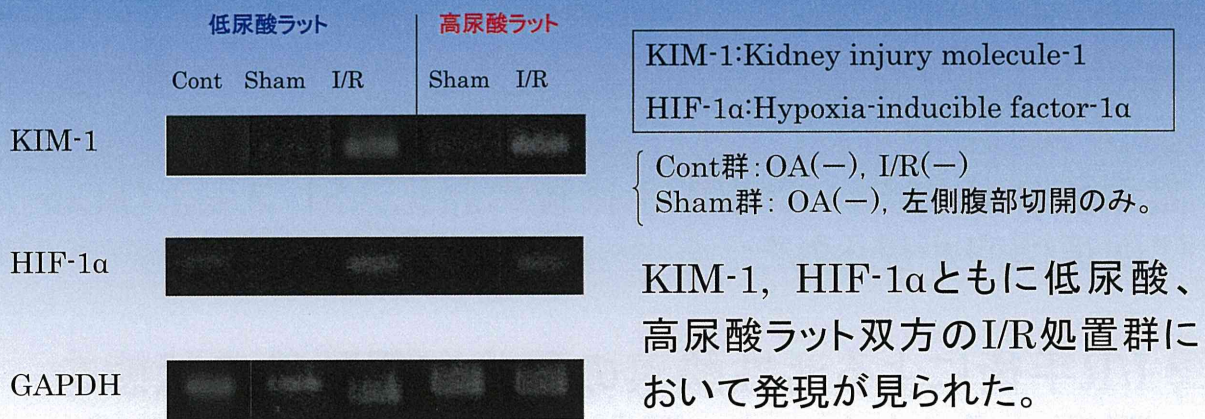 低尿酸ラット
高尿酸ラット
Cont Sham I/R Sham I/R
KIM-1
HIF-1α
GAPDH
KIM-1:Kidney injury molecule-1
HIF-1α:Hypoxia-inducible factor-1α
Cont群:OA(−), I/R(−)
Sham群: OA(−), 左側腹部切開のみ。
KIM-1, HIF-1αともに低尿酸、
高尿酸ラット双方のI/R処置群に
おいて発現が見られた。